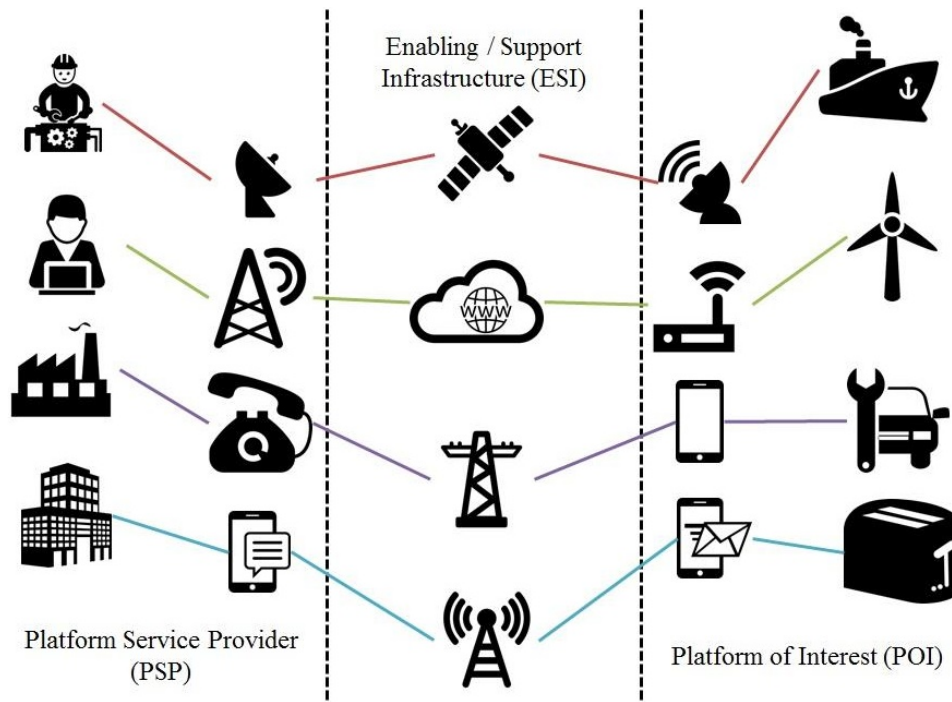 Enabling / Support
Infrastructure (ESI)
WWW
Platform Service Provider
(PSP)
Platform of Interest (POI)